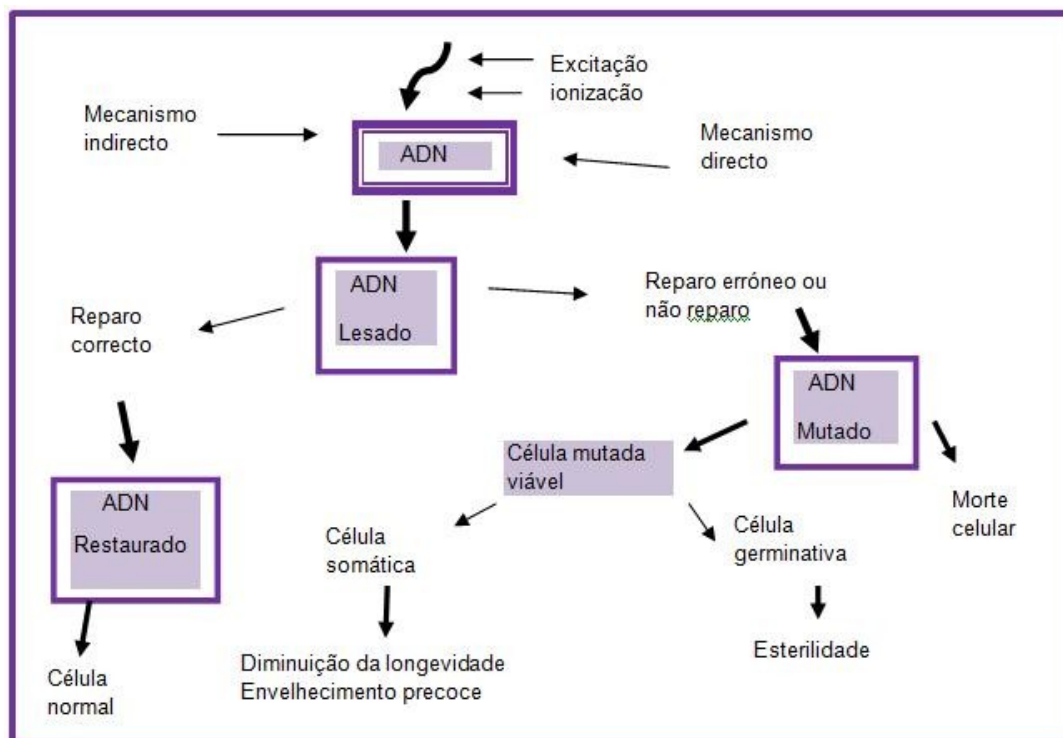 Excitação
ionização
Mecanismo
indirecto
ADN
Mecanismo
directo
ADN
Lesado
Reparo erróneo ou
não reparo
Reparo
correcto
ADN
Mutado
Célula mutada
viável
ADN
Restaurado
Morte
celular
Célula
somática
Célula
germinativa
Esterilidade
Diminuição da longevidade
Envelhecimento precoce
Célula
normal